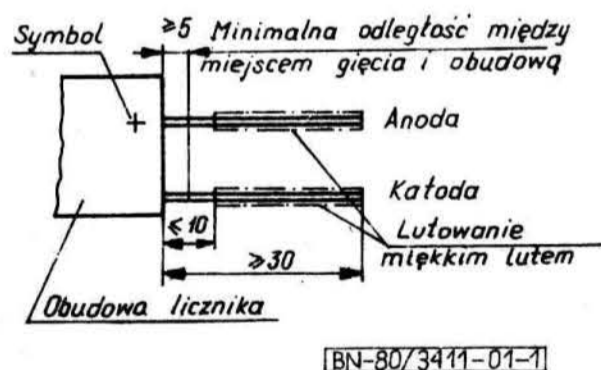 Symbol
≥5 Minimalna odległość między
miejscem gięcia i obudową
+
Anoda
Katoda
≤10
Lutowanie
miękkim lutem
≥30
Obudowa licznika
BN-80/3411-01-1